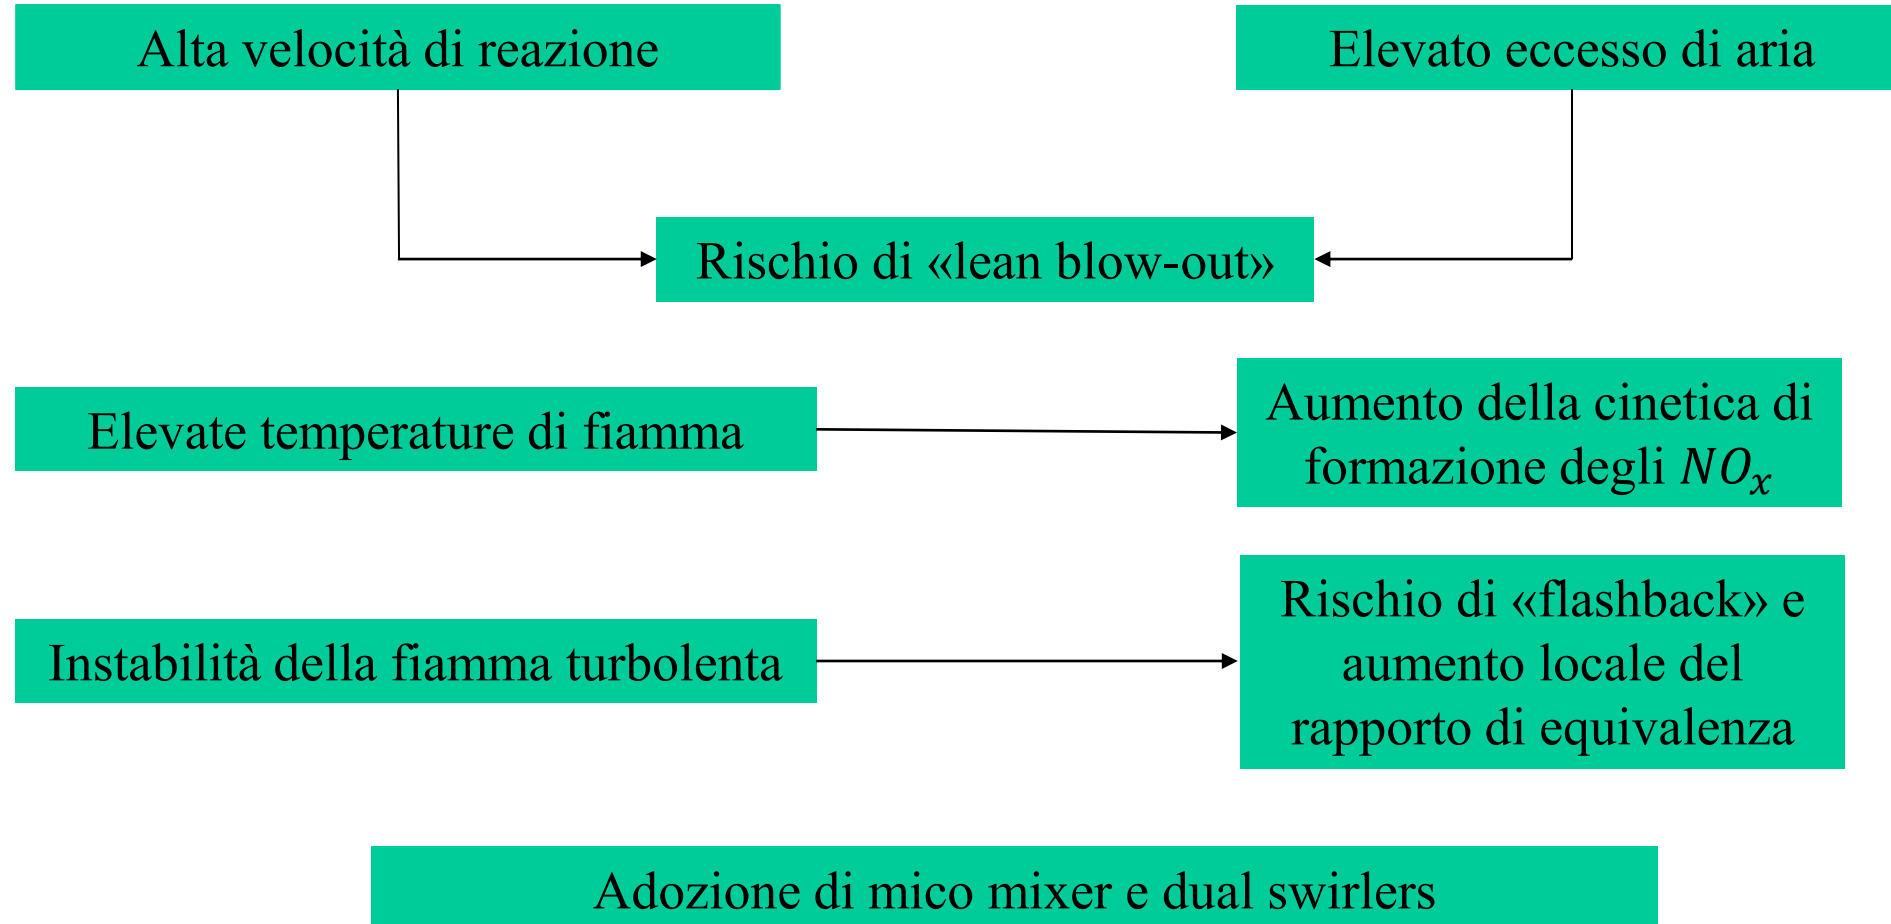 Alta velocità di reazione
Elevato eccesso di aria
Rischio di «lean blow-out»
Elevate temperature di fiamma
Aumento della cinetica di
formazione degli NOₓ
Instabilità della fiamma turbolenta
Rischio di «flashback» e
aumento locale del
rapporto di equivalenza
Adozione di mico mixer e dual swirlers